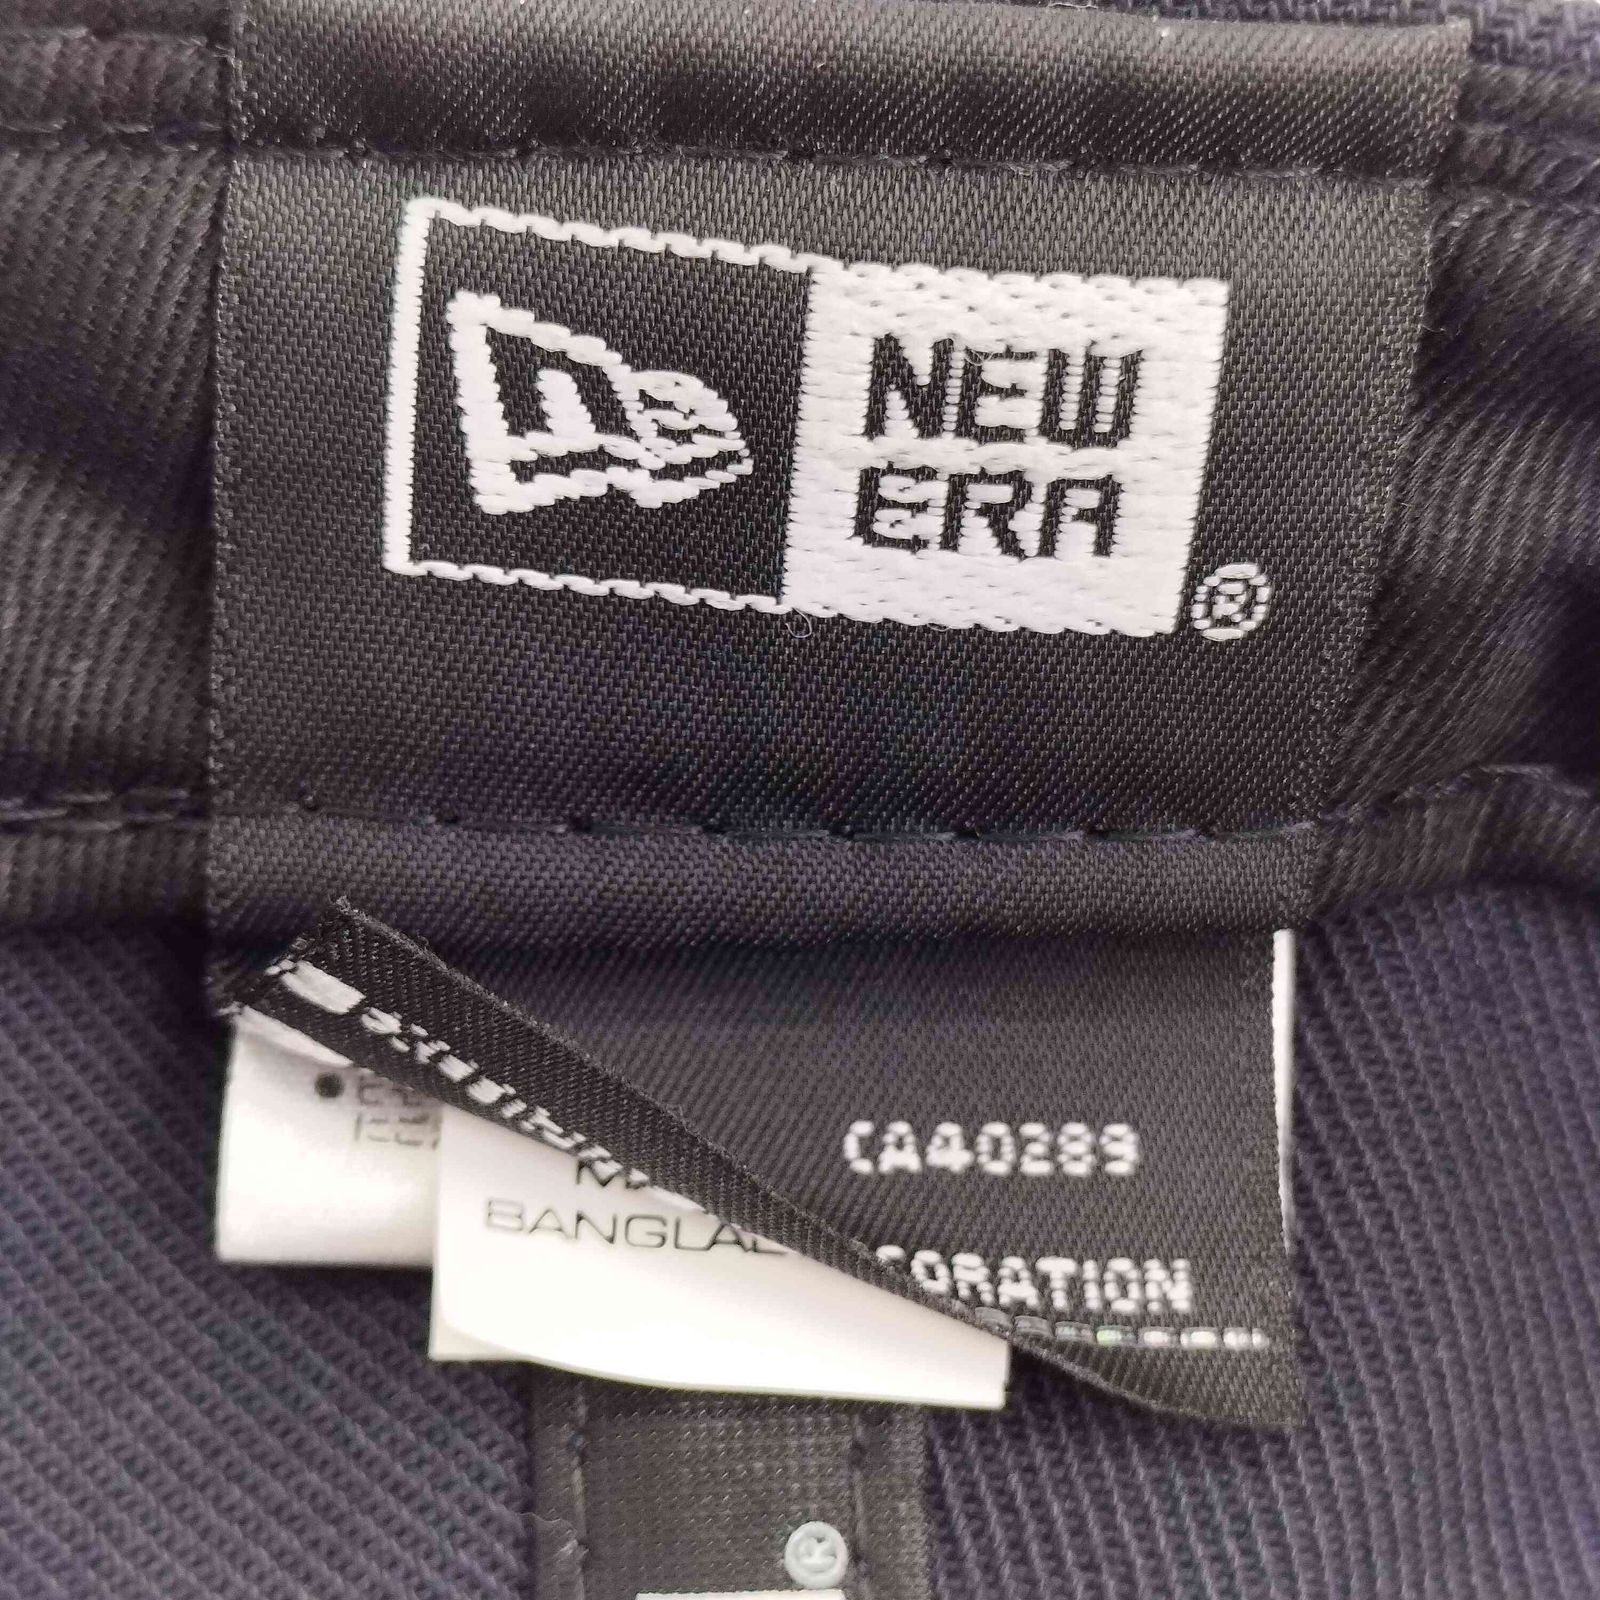 NEW
ERA
®
CA40289
ORATION
BANGLA
®